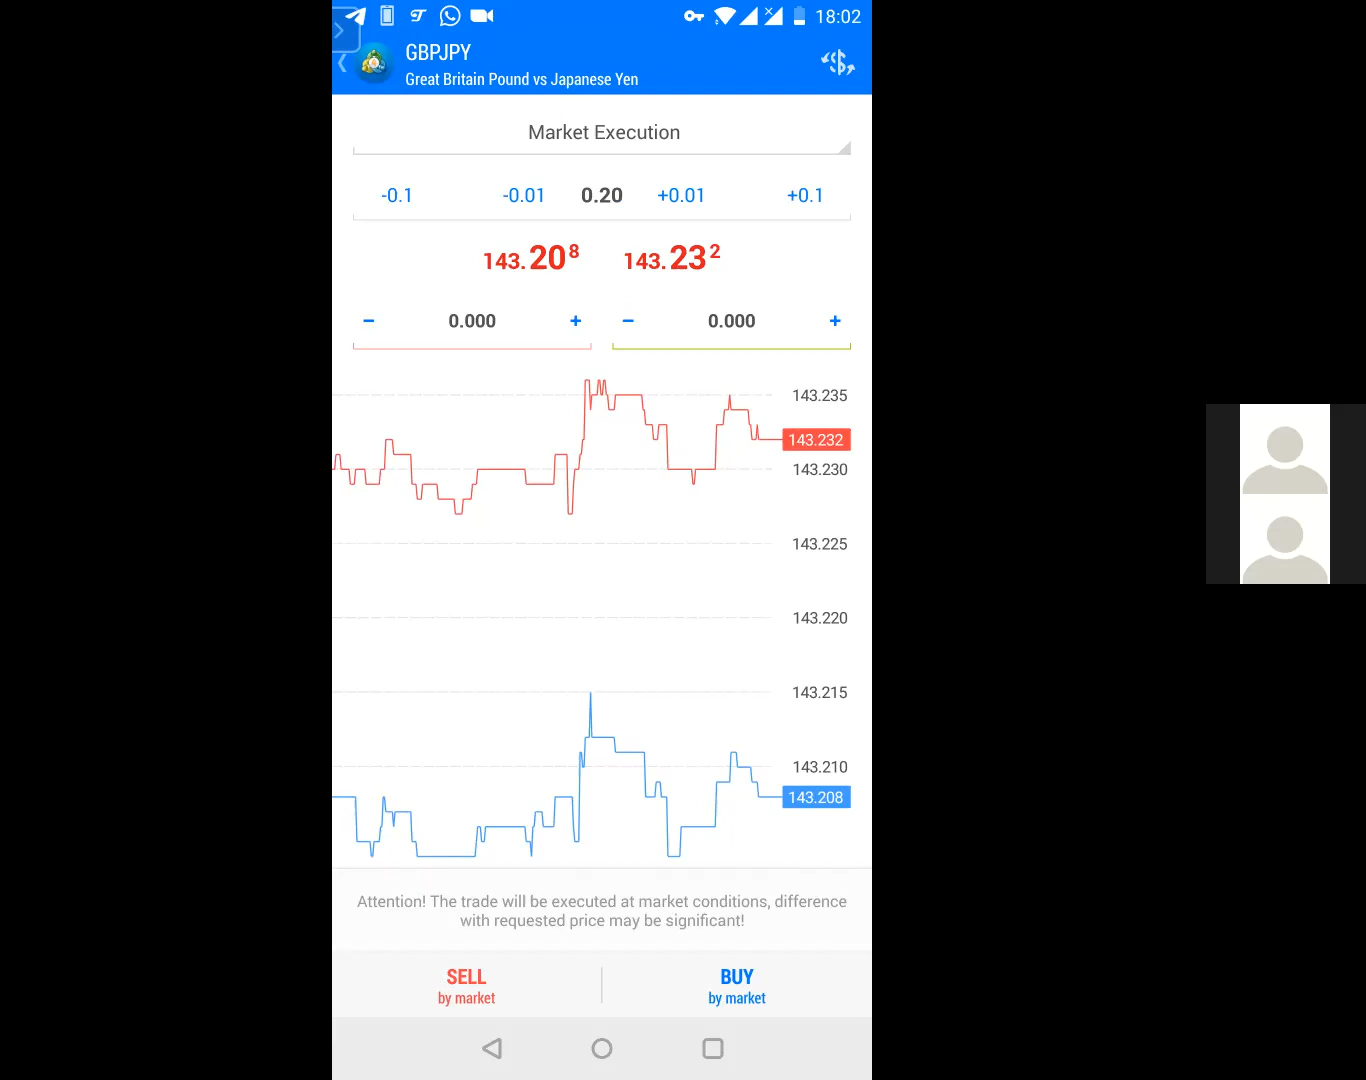 18:02
GBPJPY
Great Britain Pound vs Japanese Yen
Market Execution
-0.1 -0.01 0.20 +0.01 +0.1
143.208 143.232
− 0.000 + − 0.000 +
143.235
143.232
143.230
143.225
143.220
143.215
143.210
143.208
Attention! The trade will be executed at market conditions, difference
with requested price may be significant!
SELL BUY
by market by market